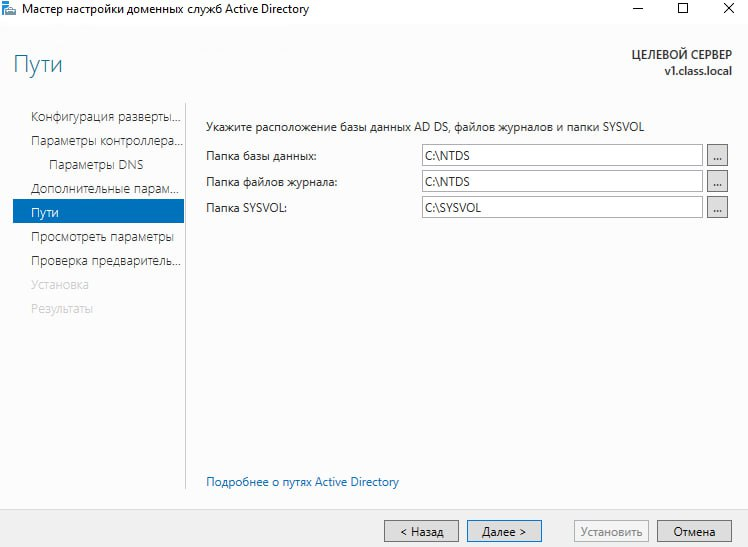 Мастер настройки доменных служб Active Directory
Пути
ЦЕЛЕВОЙ СЕРВЕР
v1.class.local
Конфигурация разверты...
Параметры контроллера...
Параметры DNS
Дополнительные парам...
Пути
Просмотреть параметры
Проверка предваритель...
Установка
Результаты
Укажите расположение базы данных AD DS, файлов журналов и папки SYSVOL
Папка базы данных: C:\NTDS ...
Папка файлов журнала: C:\NTDS ...
Папка SYSVOL: C:\SYSVOL ...
Подробнее о путях Active Directory
< Назад Далее > Установить Отмена